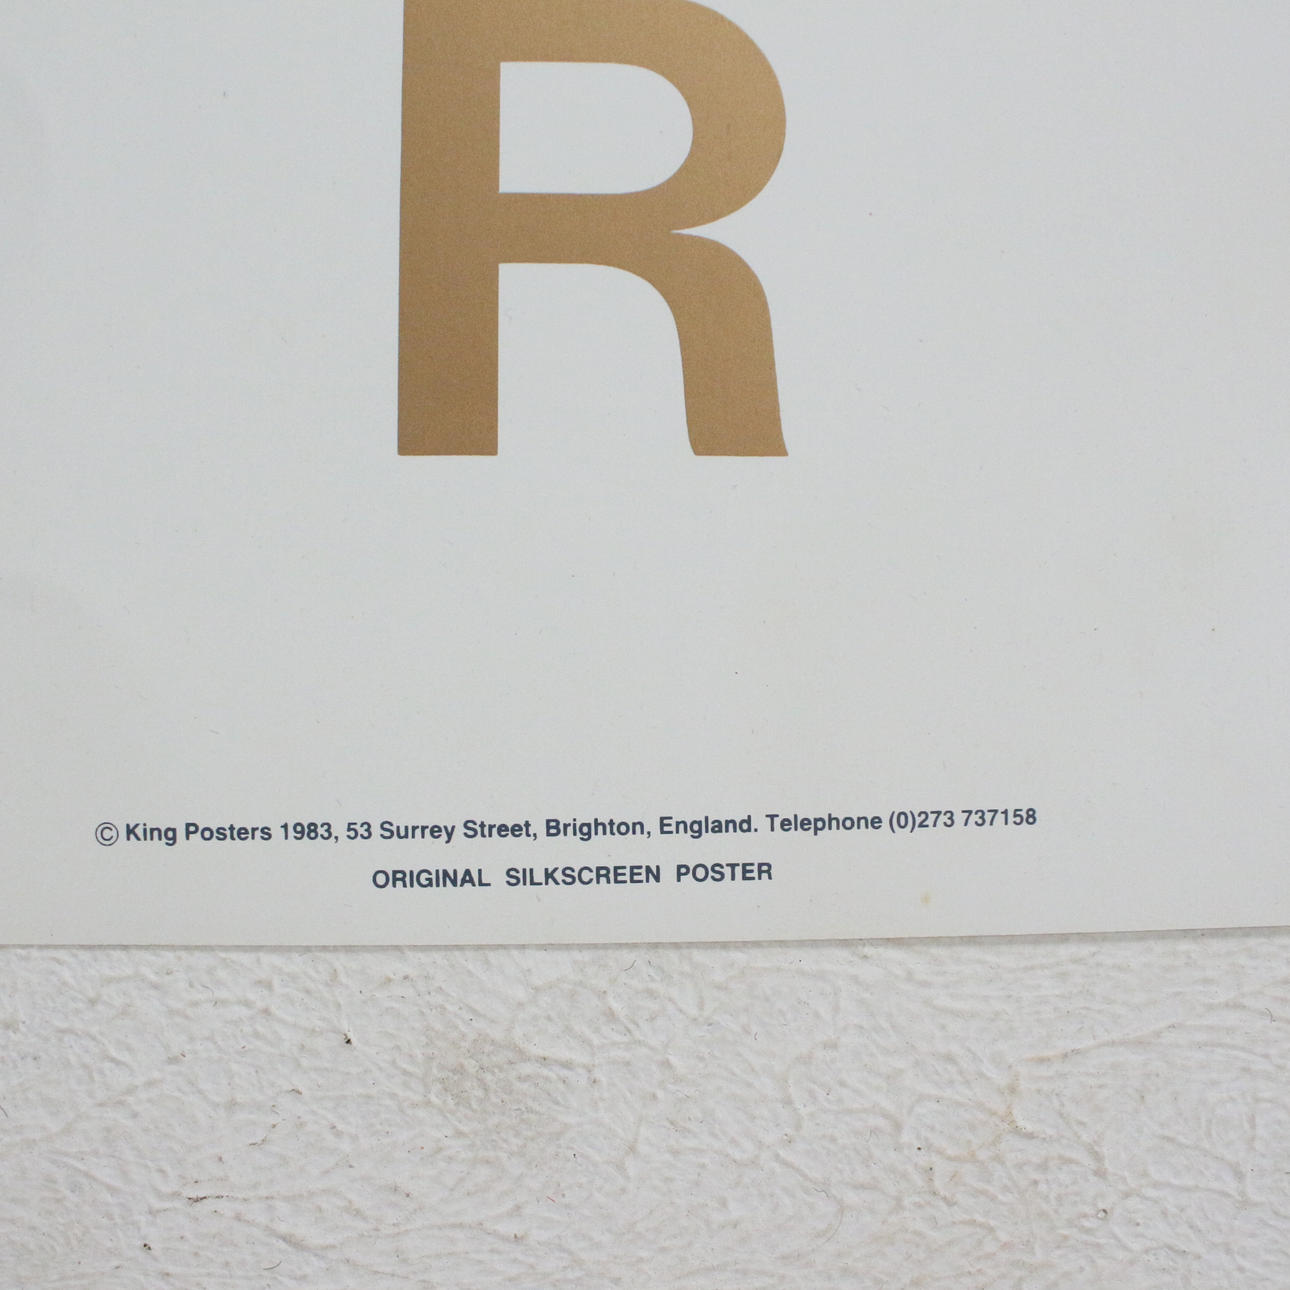 R
© King Posters 1983, 53 Surrey Street, Brighton, England. Telephone (0)273 737158
ORIGINAL SILKSCREEN POSTER